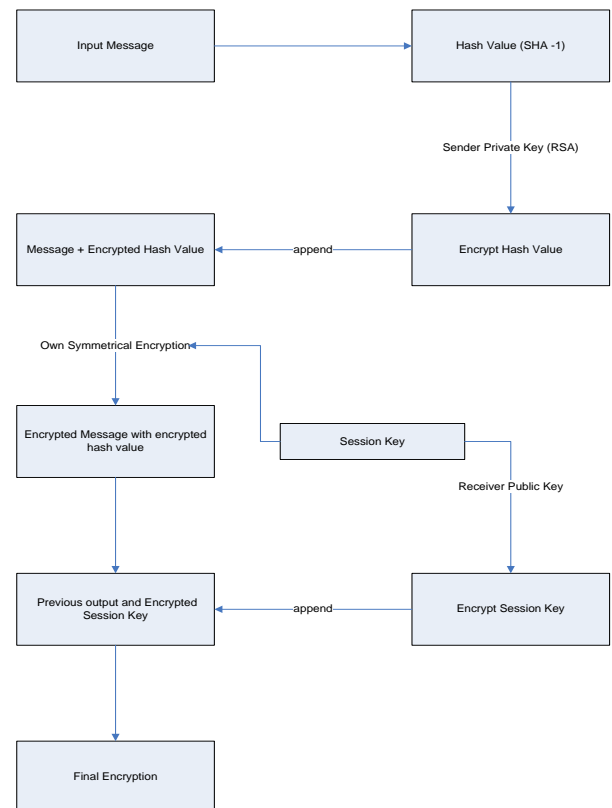 Input Message
Hash Value (SHA -1)
Sender Private Key (RSA)
Message + Encrypted Hash Value
append
Encrypt Hash Value
Own Symmetrical Encryption
Encrypted Message with encrypted
hash value
Session Key
Receiver Public Key
Previous output and Encrypted
Session Key
append
Encrypt Session Key
Final Encryption